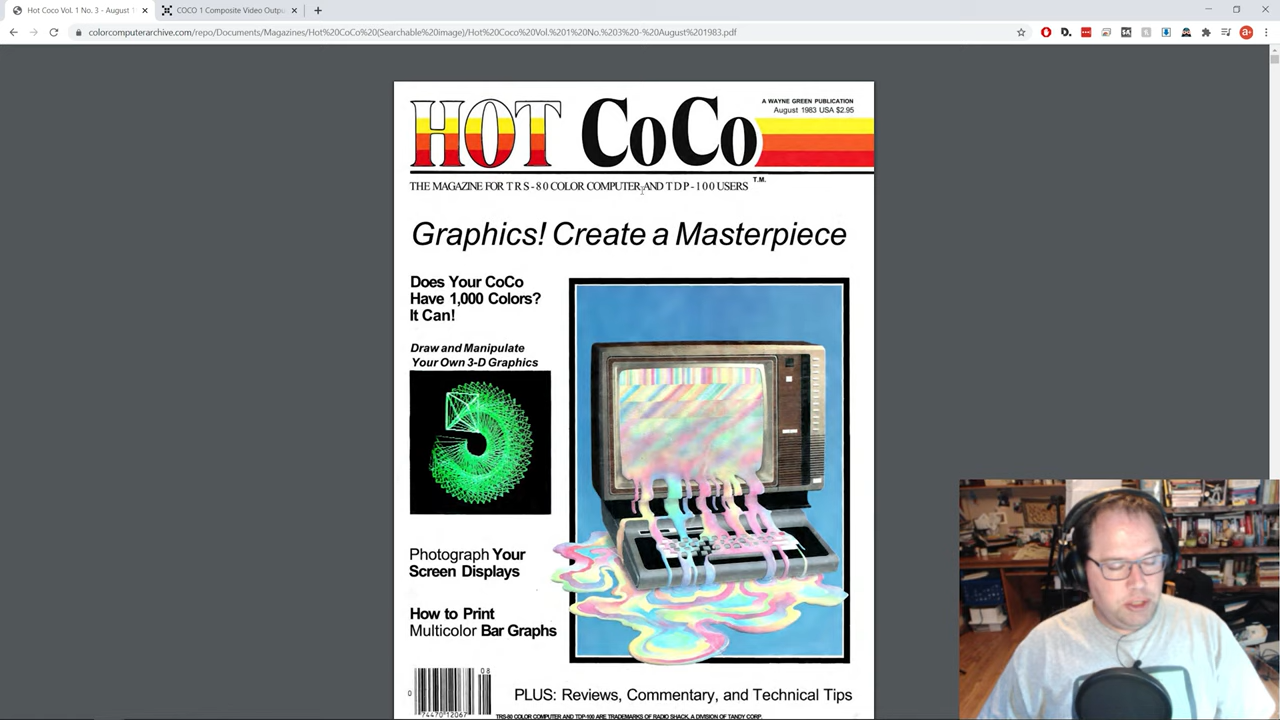 Hot Coco Vol. 1 No. 3 - August
COCO 1 Composite Video Outpu
colorcomputerarchive.com/repo/Documents/Magazines/Hot%20CoCo%20(Searchable%20image)/Hot%20Coco%20Vol.%201%20No.%203%20-%20August%201983.pdf
HOT CoCo
A WAYNE GREEN PUBLICATION
August 1983 USA $2.95
THE MAGAZINE FOR TRS-80 COLOR COMPUTER AND TDP-100 USERS T.M.
Graphics! Create a Masterpiece
Does Your CoCo
Have 1,000 Colors?
It Can!
Draw and Manipulate
Your Own 3-D Graphics
Photograph Your
Screen Displays
How to Print
Multicolor Bar Graphs
08
0
74470 12067
PLUS: Reviews, Commentary, and Technical Tips
TRS-80 COLOR COMPUTER AND TDP-100 ARE TRADEMARKS OF RADIO SHACK, A DIVISION OF TANDY CORP.